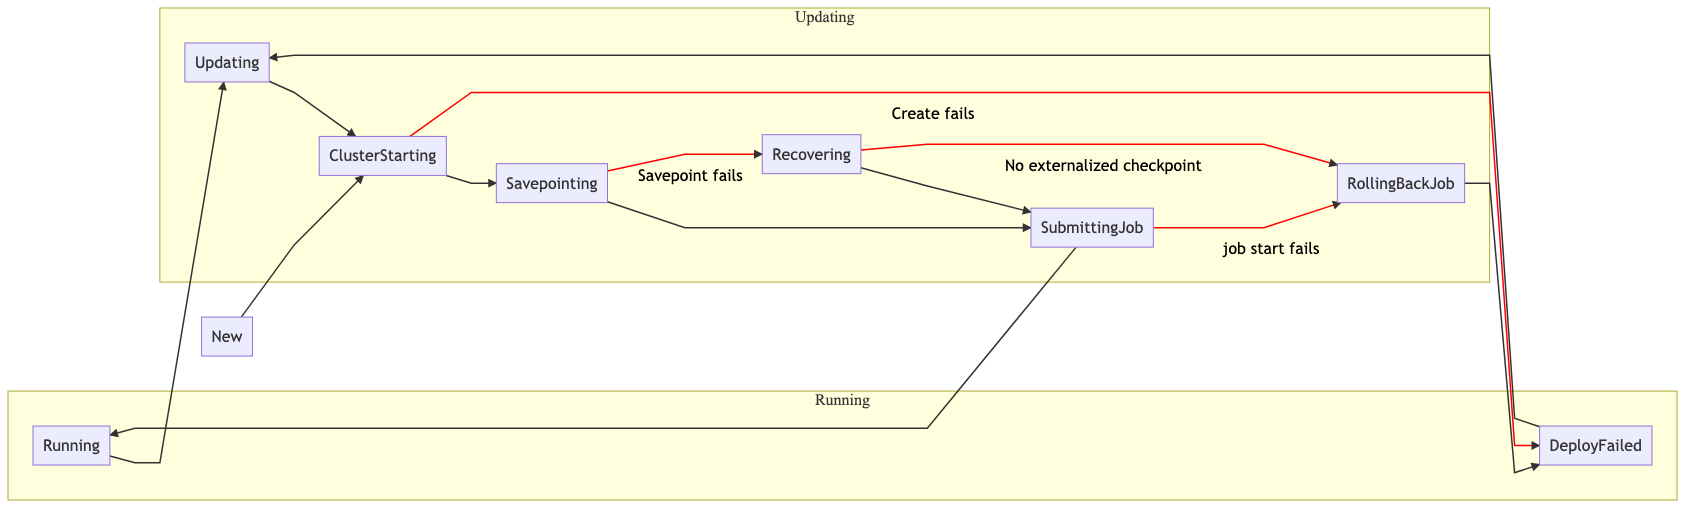 Updating
Updating
Create fails
ClusterStarting
Recovering
Savepoint fails
No externalized checkpoint
Savepointing
RollingBackJob
SubmittingJob
job start fails
New
Running
Running
DeployFailed